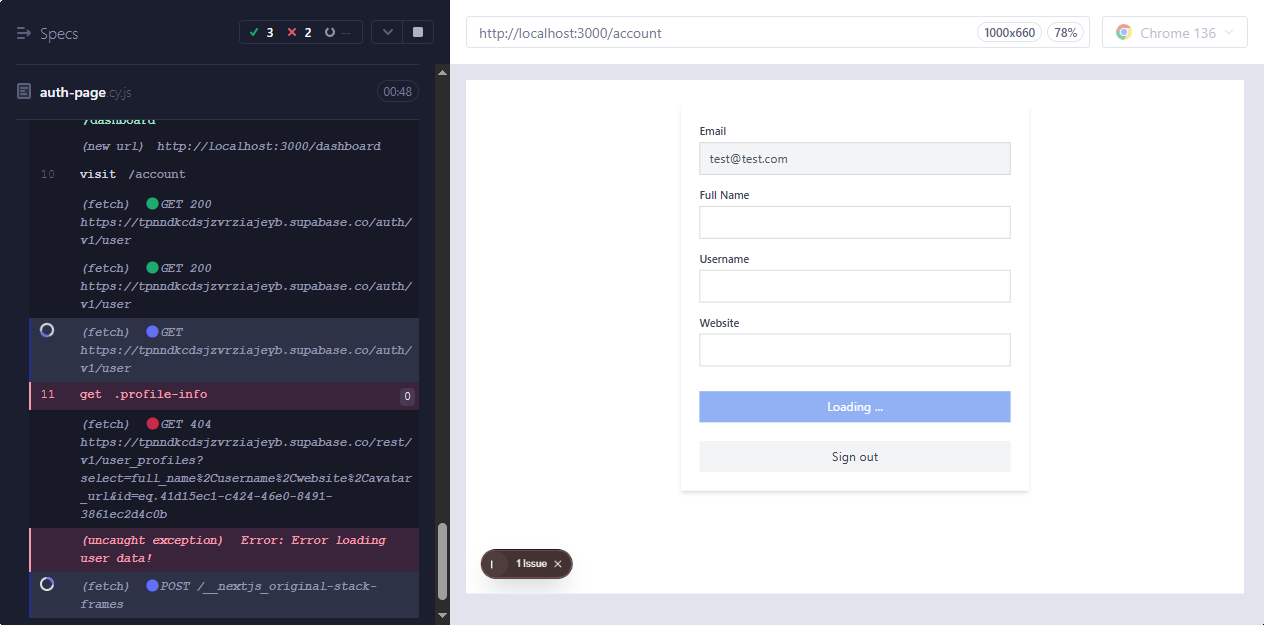 Specs
3
2
--
http://localhost:3000/account
1000x660
78%
Chrome 136
auth-page.cy.js
00:48
/dashboard
(new url) http://localhost:3000/dashboard
10 visit /account
(fetch) GET 200
https://tpnndkcdsjzvrziajeyb.supabase.co/auth/
v1/user
(fetch) GET 200
https://tpnndkcdsjzvrziajeyb.supabase.co/auth/
v1/user
(fetch) GET
https://tpnndkcdsjzvrziajeyb.supabase.co/auth/
v1/user
11 get .profile-info 0
(fetch) GET 404
https://tpnndkcdsjzvrziajeyb.supabase.co/rest/
v1/user_profiles?
select=full_name%2Cusername%2Cwebsite%2Cavatar
_url&id=eq.41d15ec1-c424-46e0-8491-
3861ec2d4c0b
(uncaught exception) Error: Error loading
user data!
(fetch) POST /__nextjs_original-stack-
frames
Email
test@test.com
Full Name
Username
Website
Loading ...
Sign out
1 Issue